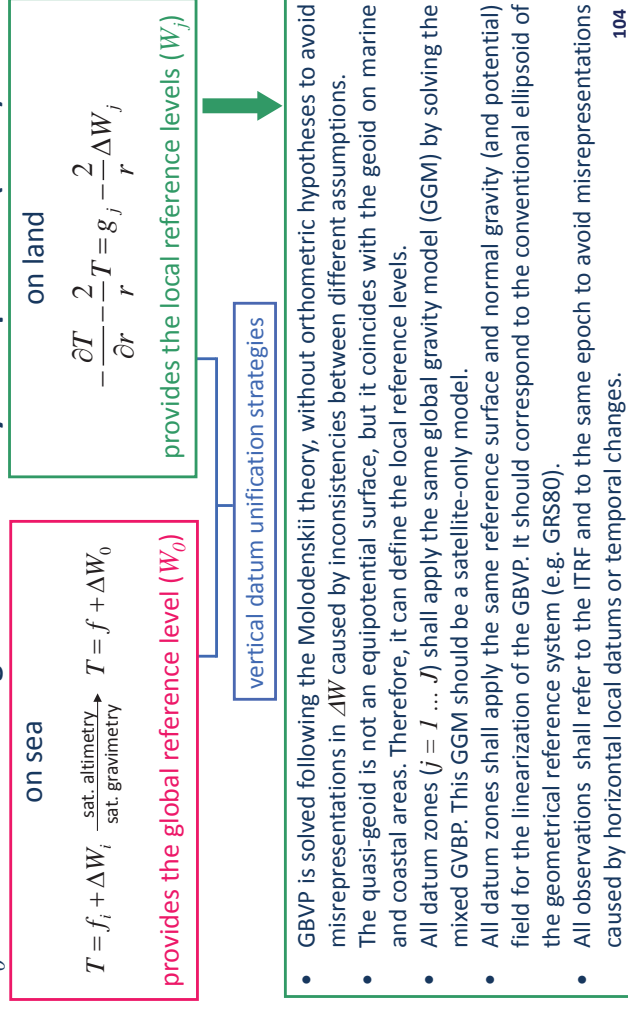 on sea
T = f_i + ΔW_i sat. altimetry / sat. gravimetry → T = f + ΔW_0
provides the global reference level (W_0)
on land
−∂T/∂r − 2/r T = g_j − 2/r ΔW_j
provides the local reference levels (W_j)
vertical datum unification strategies
• GBVP is solved following the Molodenskii theory, without orthometric hypotheses to avoid
misrepresentations in ΔW caused by inconsistencies between different assumptions.
• The quasi-geoid is not an equipotential surface, but it coincides with the geoid on marine
and coastal areas. Therefore, it can define the local reference levels.
• All datum zones (j = 1 ... J) shall apply the same global gravity model (GGM) by solving the
mixed GVBP. This GGM should be a satellite-only model.
• All datum zones shall apply the same reference surface and normal gravity (and potential)
field for the linearization of the GBVP. It should correspond to the conventional ellipsoid of
the geometrical reference system (e.g. GRS80).
• All observations shall refer to the ITRF and to the same epoch to avoid misrepresentations
caused by horizontal local datums or temporal changes.
104